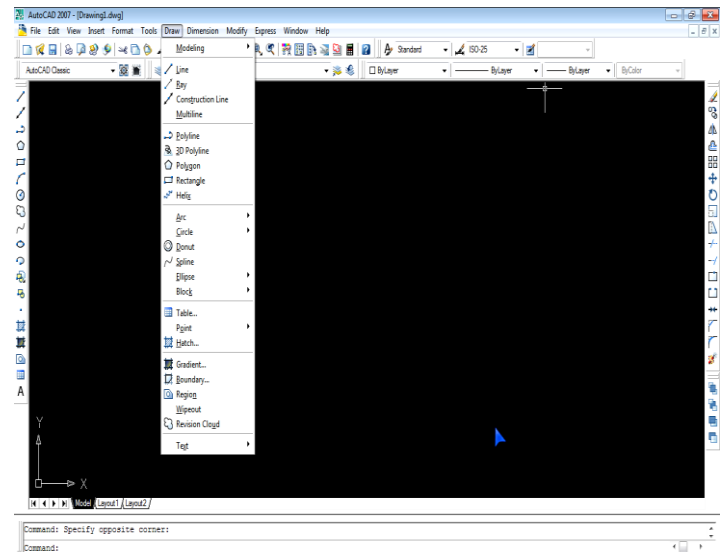 AutoCAD 2007 - [Drawing1.dwg]
File Edit View Insert Format Tools Draw Dimension Modify Express Window Help
Standard ISO-25
AutoCAD Classic ByLayer ByLayer ByLayer ByColor
Modeling
Line
Ray
Construction Line
Multiline
Polyline
3D Polyline
Polygon
Rectangle
Helix
Arc
Circle
Donut
Spline
Ellipse
Block
Table...
Point
Hatch...
Gradient...
Boundary...
Region
Wipeout
Revision Cloud
Text
A
Y
X
Model Layout1 Layout2
Command: Specify opposite corner:
Command: